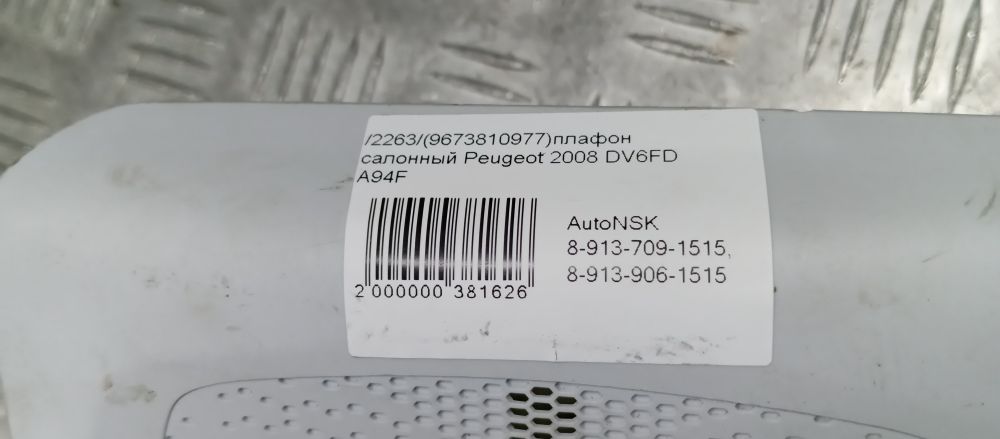 /2263/(9673810977)плафон
салонный Peugeot 2008 DV6FD
A94F
AutoNSK
8-913-709-1515,
8-913-906-1515
2 000000 381626